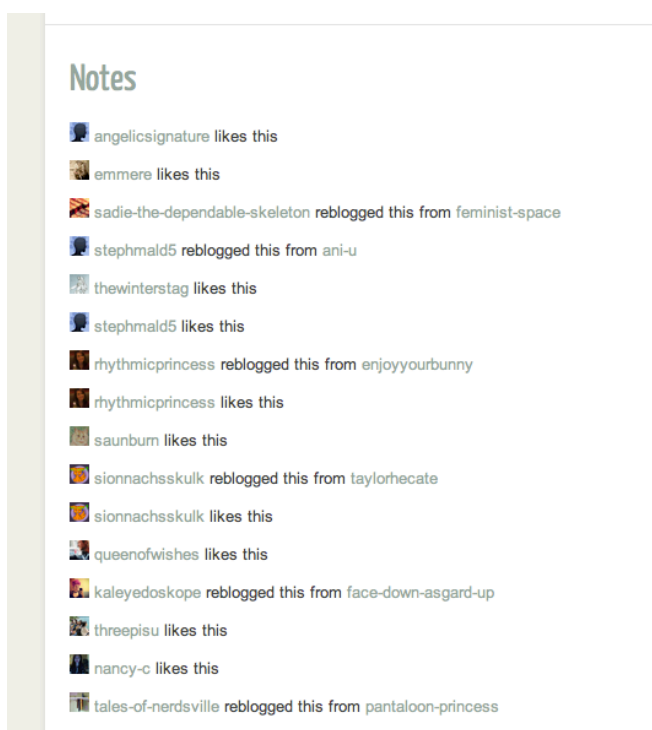 Notes
angelicsignature likes this
emmere likes this
sadie-the-dependable-skeleton reblogged this from feminist-space
stephmald5 reblogged this from ani-u
thewinterstag likes this
stephmald5 likes this
rhythmicprincess reblogged this from enjoyyourbunny
rhythmicprincess likes this
saunburn likes this
sionnachsskulk reblogged this from taylorhecate
sionnachsskulk likes this
queenofwishes likes this
kaleyedoskope reblogged this from face-down-asgard-up
threepisu likes this
nancy-c likes this
tales-of-nerdsville reblogged this from pantaloon-princess